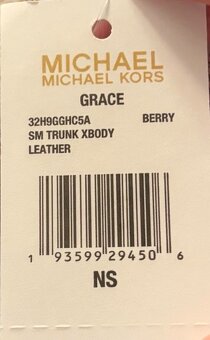 MICHAEL
MICHAEL KORS
GRACE
32H9GGHC5A BERRY
SM TRUNK XBODY
LEATHER
1 93599 29450 6
NS